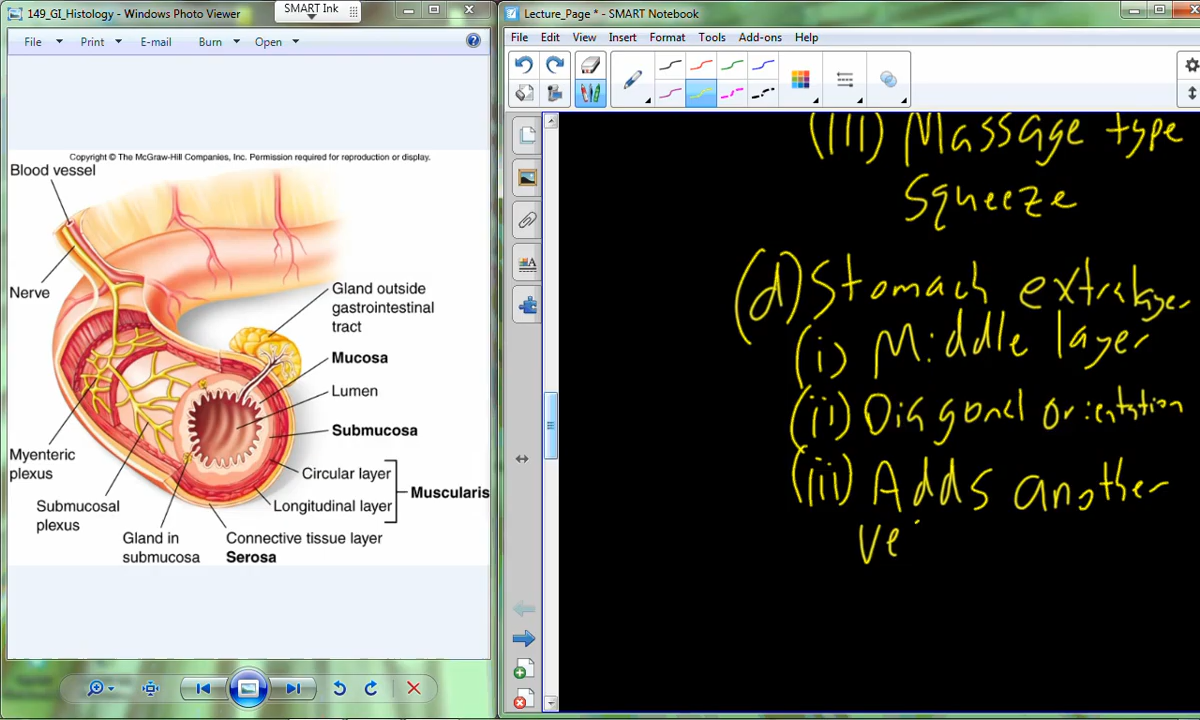 149_GI_Histology - Windows Photo Viewer
SMART Ink
File Print E-mail Burn Open
Copyright © The McGraw-Hill Companies, Inc. Permission required for reproduction or display.
Blood vessel
Nerve
Gland outside
gastrointestinal
tract
Mucosa
Lumen
Submucosa
Circular layer
Longitudinal layer
Muscularis
Myenteric
plexus
Submucosal
plexus
Gland in
submucosa
Connective tissue layer
Serosa
Lecture_Page * - SMART Notebook
File Edit View Insert Format Tools Add-ons Help
(III) Massage type
Squeeze
(d) Stomach extra layer
(i) Middle layer
(ii) Diagonal orientation
(iii) Adds another
ve